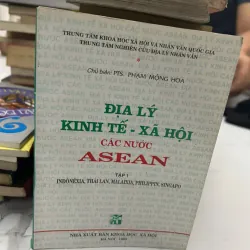 TRUNG TÂM KHOA HỌC XÃ HỘI VÀ NHÂN VĂN QUỐC GIA
TRUNG TÂM NGHIÊN CỨU ĐỊA LÝ NHÂN VĂN
Chủ biên: PTS. PHẠM MỘNG HOA
ĐỊA LÝ
KINH TẾ - XÃ HỘI
CÁC NƯỚC
ASEAN
TẬP I
INĐÔNÊXIA, THÁI LAN, MALAIXIA, PHILIPPIN, SINGAPO
NHÀ XUẤT BẢN KHOA HỌC XÃ HỘI